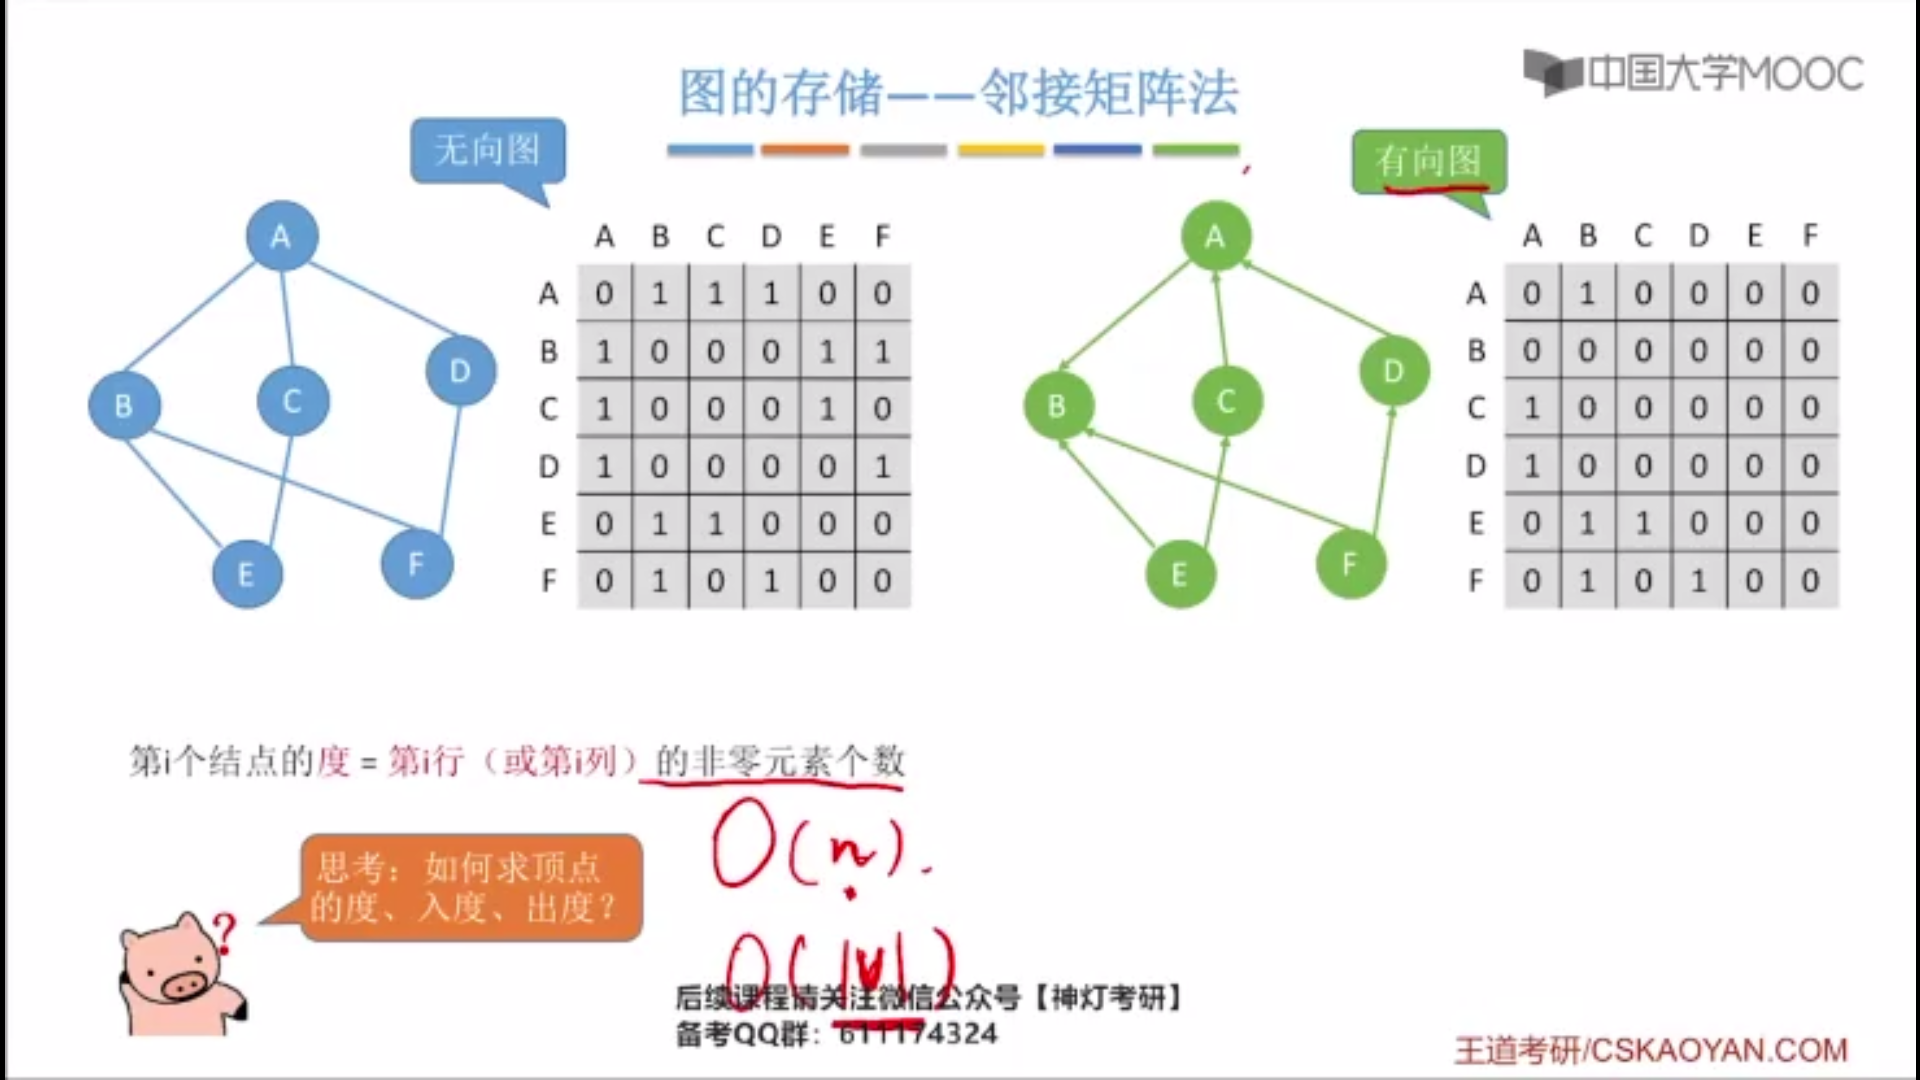 中国大学MOOC
图的存储——邻接矩阵法
无向图
有向图
A
B
C
D
E
F
A B C D E F
A 0 1 1 1 0 0
B 1 0 0 0 1 1
C 1 0 0 0 1 0
D 1 0 0 0 0 1
E 0 1 1 0 0 0
F 0 1 0 1 0 0
A
B
C
D
E
F
A B C D E F
A 0 1 0 0 0 0
B 0 0 0 0 0 0
C 1 0 0 0 0 0
D 1 0 0 0 0 0
E 0 1 1 0 0 0
F 0 1 0 1 0 0
第i个结点的度 = 第i行（或第i列）的非零元素个数
O(n).
思考：如何求顶点
的度、入度、出度？
?
O(|V|)
后续课程请关注微信公众号【神灯考研】
备考QQ群：611174324
王道考研/CSKAOYAN.COM